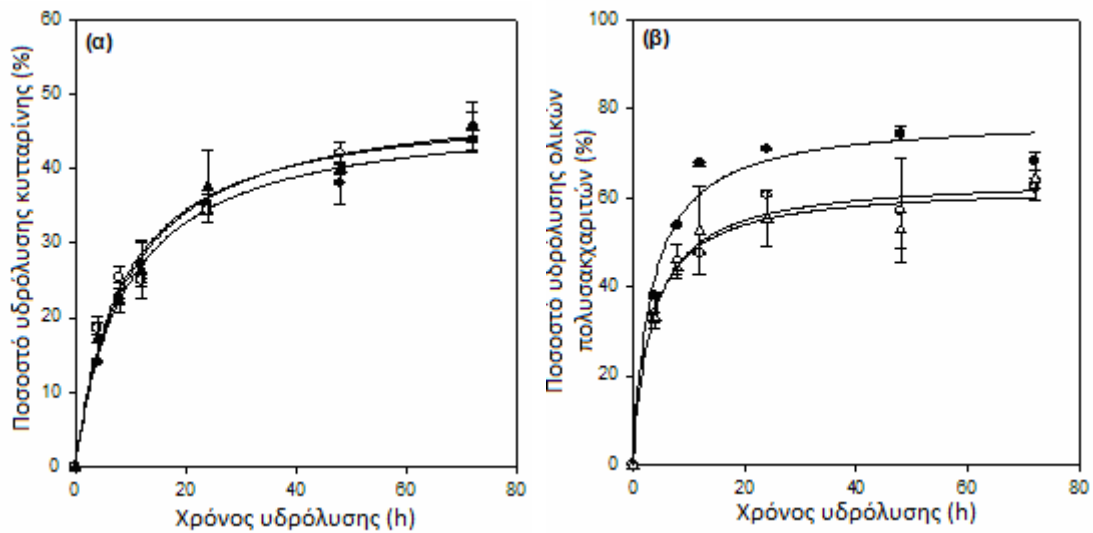 (α)
Ποσοστό υδρόλυσης κυτταρίνης (%)
60
50
40
30
20
10
0
0 20 40 60 80
Χρόνος υδρόλυσης (h)
(β)
Ποσοστό υδρόλυσης ολικών
πολυσακχαριτών (%)
100
80
60
40
20
0
0 20 40 60 80
Χρόνος υδρόλυσης (h)